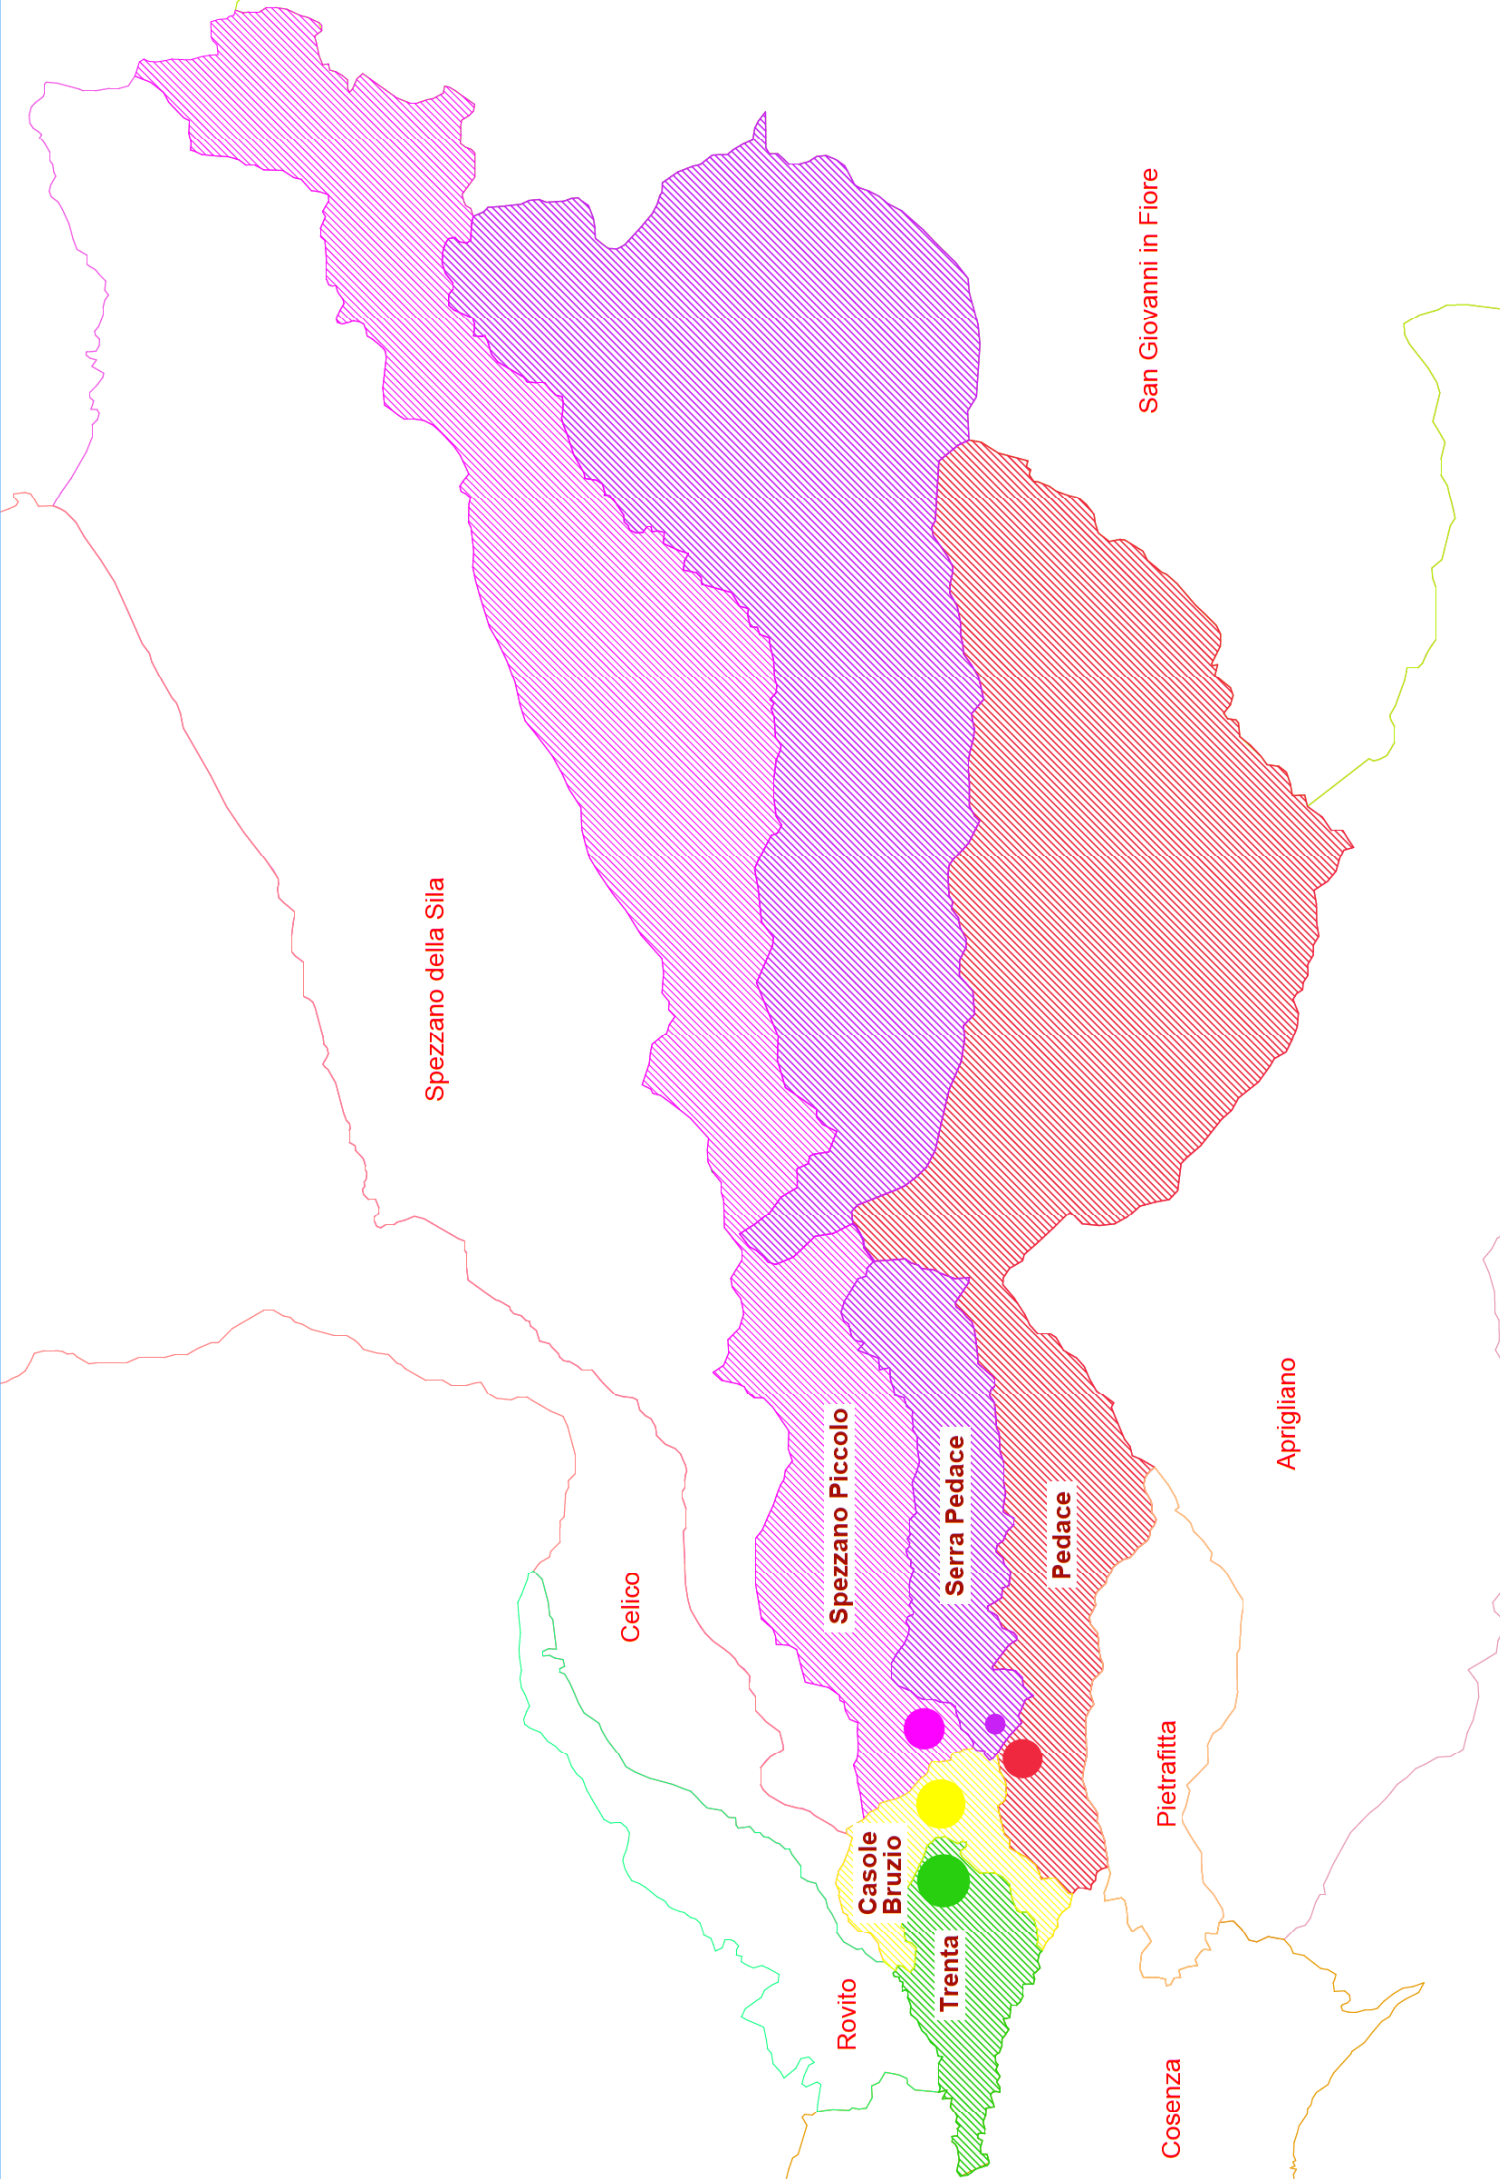 San Giovanni in Fiore
Spezzano della Sila
Aprigliano
Spezzano Piccolo
Serra Pedace
Pedace
Celico
Pietrafitta
Casole
Bruzio
Trenta
Rovito
Cosenza